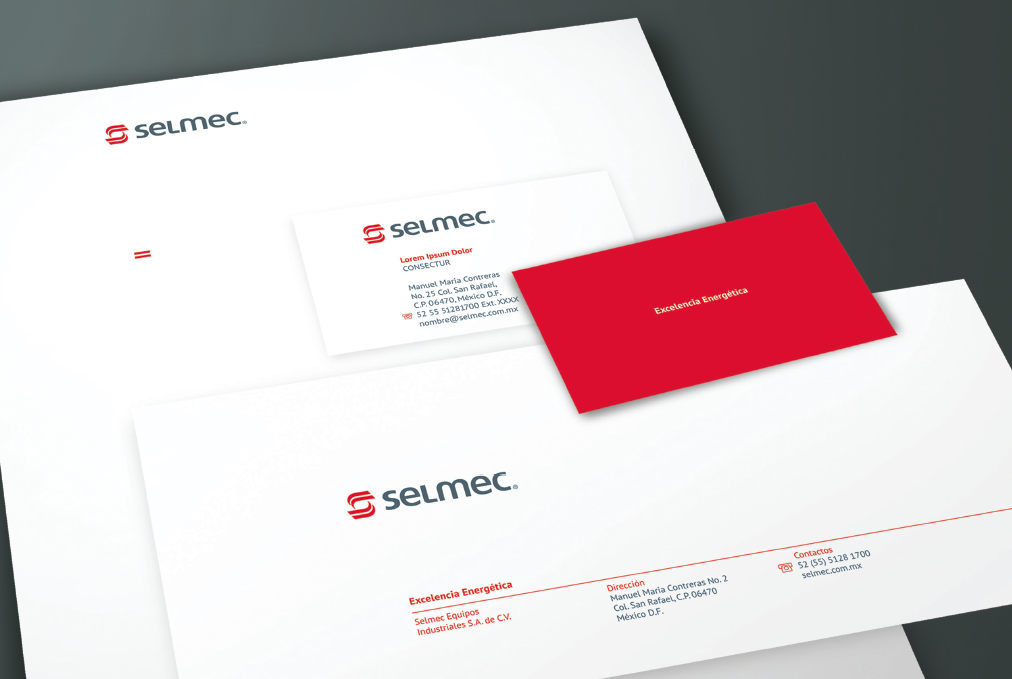 selmec®
selmec®
Lorem Ipsum Dolor
CONSECTUR
Manuel Maria Contreras
No. 25 Col. San Rafael,
C.P. 06470, México D.F.
52 55 51281700 Ext. XXXX
nombre@selmec.com.mx
Excelencia Energética
selmec®
Excelencia Energética
Selmec Equipos
Industriales S.A. de C.V.
Dirección
Manuel Maria Contreras No. 2
Col. San Rafael, C.P. 06470
México D.F.
Contactos
52 (55) 5128 1700
selmec.com.mx